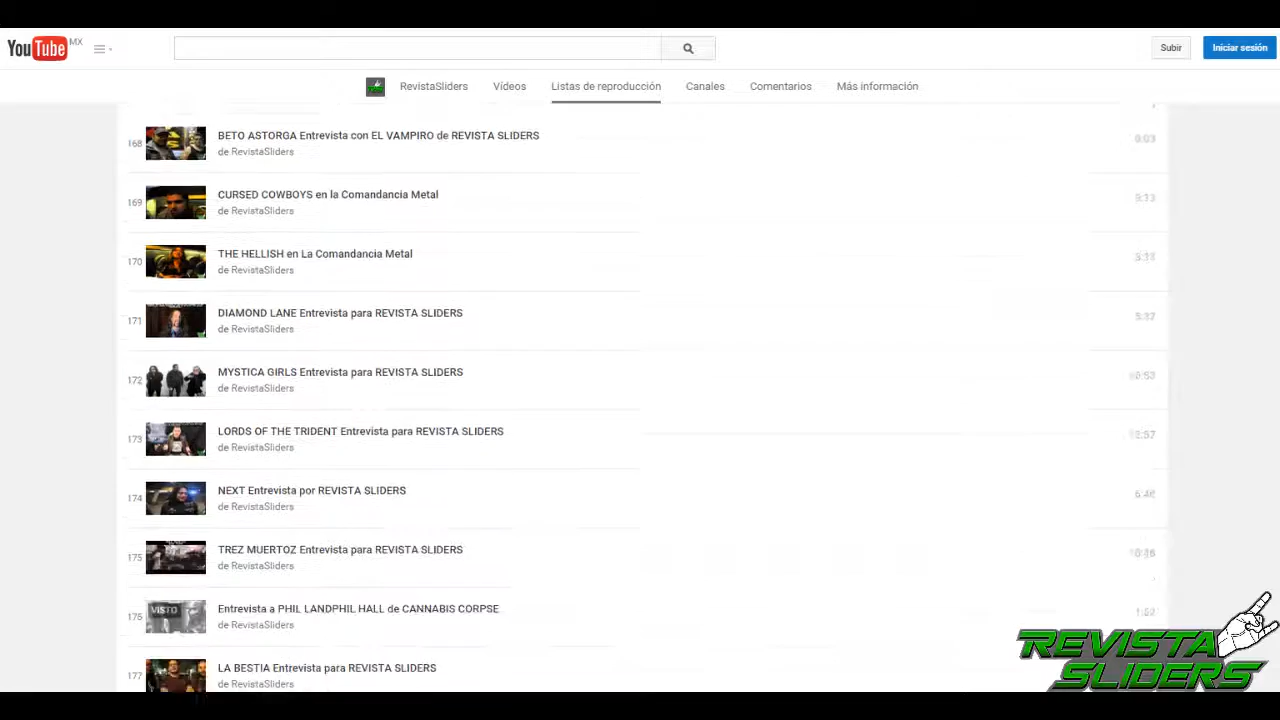 YouTube MX
Subir
Iniciar sesión
RevistaSliders Vídeos Listas de reproducción Canales Comentarios Más información
168 BETO ASTORGA Entrevista con EL VAMPIRO de REVISTA SLIDERS
de RevistaSliders
169 CURSED COWBOYS en la Comandancia Metal
de RevistaSliders
170 THE HELLISH en La Comandancia Metal
de RevistaSliders
171 DIAMOND LANE Entrevista para REVISTA SLIDERS
de RevistaSliders
172 MYSTICA GIRLS Entrevista para REVISTA SLIDERS
de RevistaSliders
173 LORDS OF THE TRIDENT Entrevista para REVISTA SLIDERS
de RevistaSliders
174 NEXT Entrevista por REVISTA SLIDERS
de RevistaSliders
175 TREZ MUERTOZ Entrevista para REVISTA SLIDERS
de RevistaSliders
176 VISTO Entrevista a PHIL LANDPHIL HALL de CANNABIS CORPSE
de RevistaSliders
177 LA BESTIA Entrevista para REVISTA SLIDERS
de RevistaSliders
REVISTA
SLIDERS